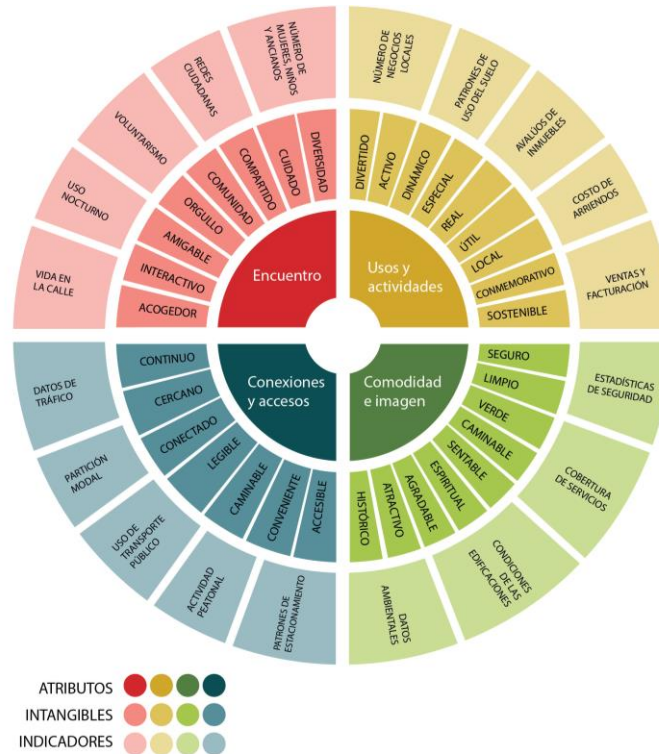 Encuentro
ACOGEDOR
INTERACTIVO
AMIGABLE
ORGULLO
COMUNIDAD
COMPARTIDO
CUIDADO
DIVERSIDAD
VIDA EN
LA CALLE
USO
NOCTURNO
VOLUNTARISMO
REDES
CIUDADANAS
NÚMERO DE
MUJERES, NIÑOS
Y ANCIANOS
Usos y
actividades
DIVERTIDO
ACTIVO
DINÁMICO
ESPECIAL
REAL
ÚTIL
LOCAL
CONMEMORATIVO
SOSTENIBLE
NÚMERO DE
NEGOCIOS
LOCALES
PATRONES DE
USO DEL SUELO
AVALÚOS DE
INMUEBLES
COSTO DE
ARRIENDOS
VENTAS Y
FACTURACIÓN
Conexiones
y accesos
CONTINUO
CERCANO
CONECTADO
LEGIBLE
CAMINABLE
CONVENIENTE
ACCESIBLE
DATOS DE
TRÁFICO
PARTICIÓN
MODAL
USO DE
TRANSPORTE
PÚBLICO
ACTIVIDAD
PEATONAL
PATRONES DE
ESTACIONAMIENTO
Comodidad
e imagen
SEGURO
LIMPIO
VERDE
CAMINABLE
SENTABLE
ESPIRITUAL
AGRADABLE
ATRACTIVO
HISTÓRICO
ESTADÍSTICAS
DE SEGURIDAD
COBERTURA
DE SERVICIOS
CONDICIONES
DE LAS
EDIFICACIONES
DATOS
AMBIENTALES
ATRIBUTOS
INTANGIBLES
INDICADORES